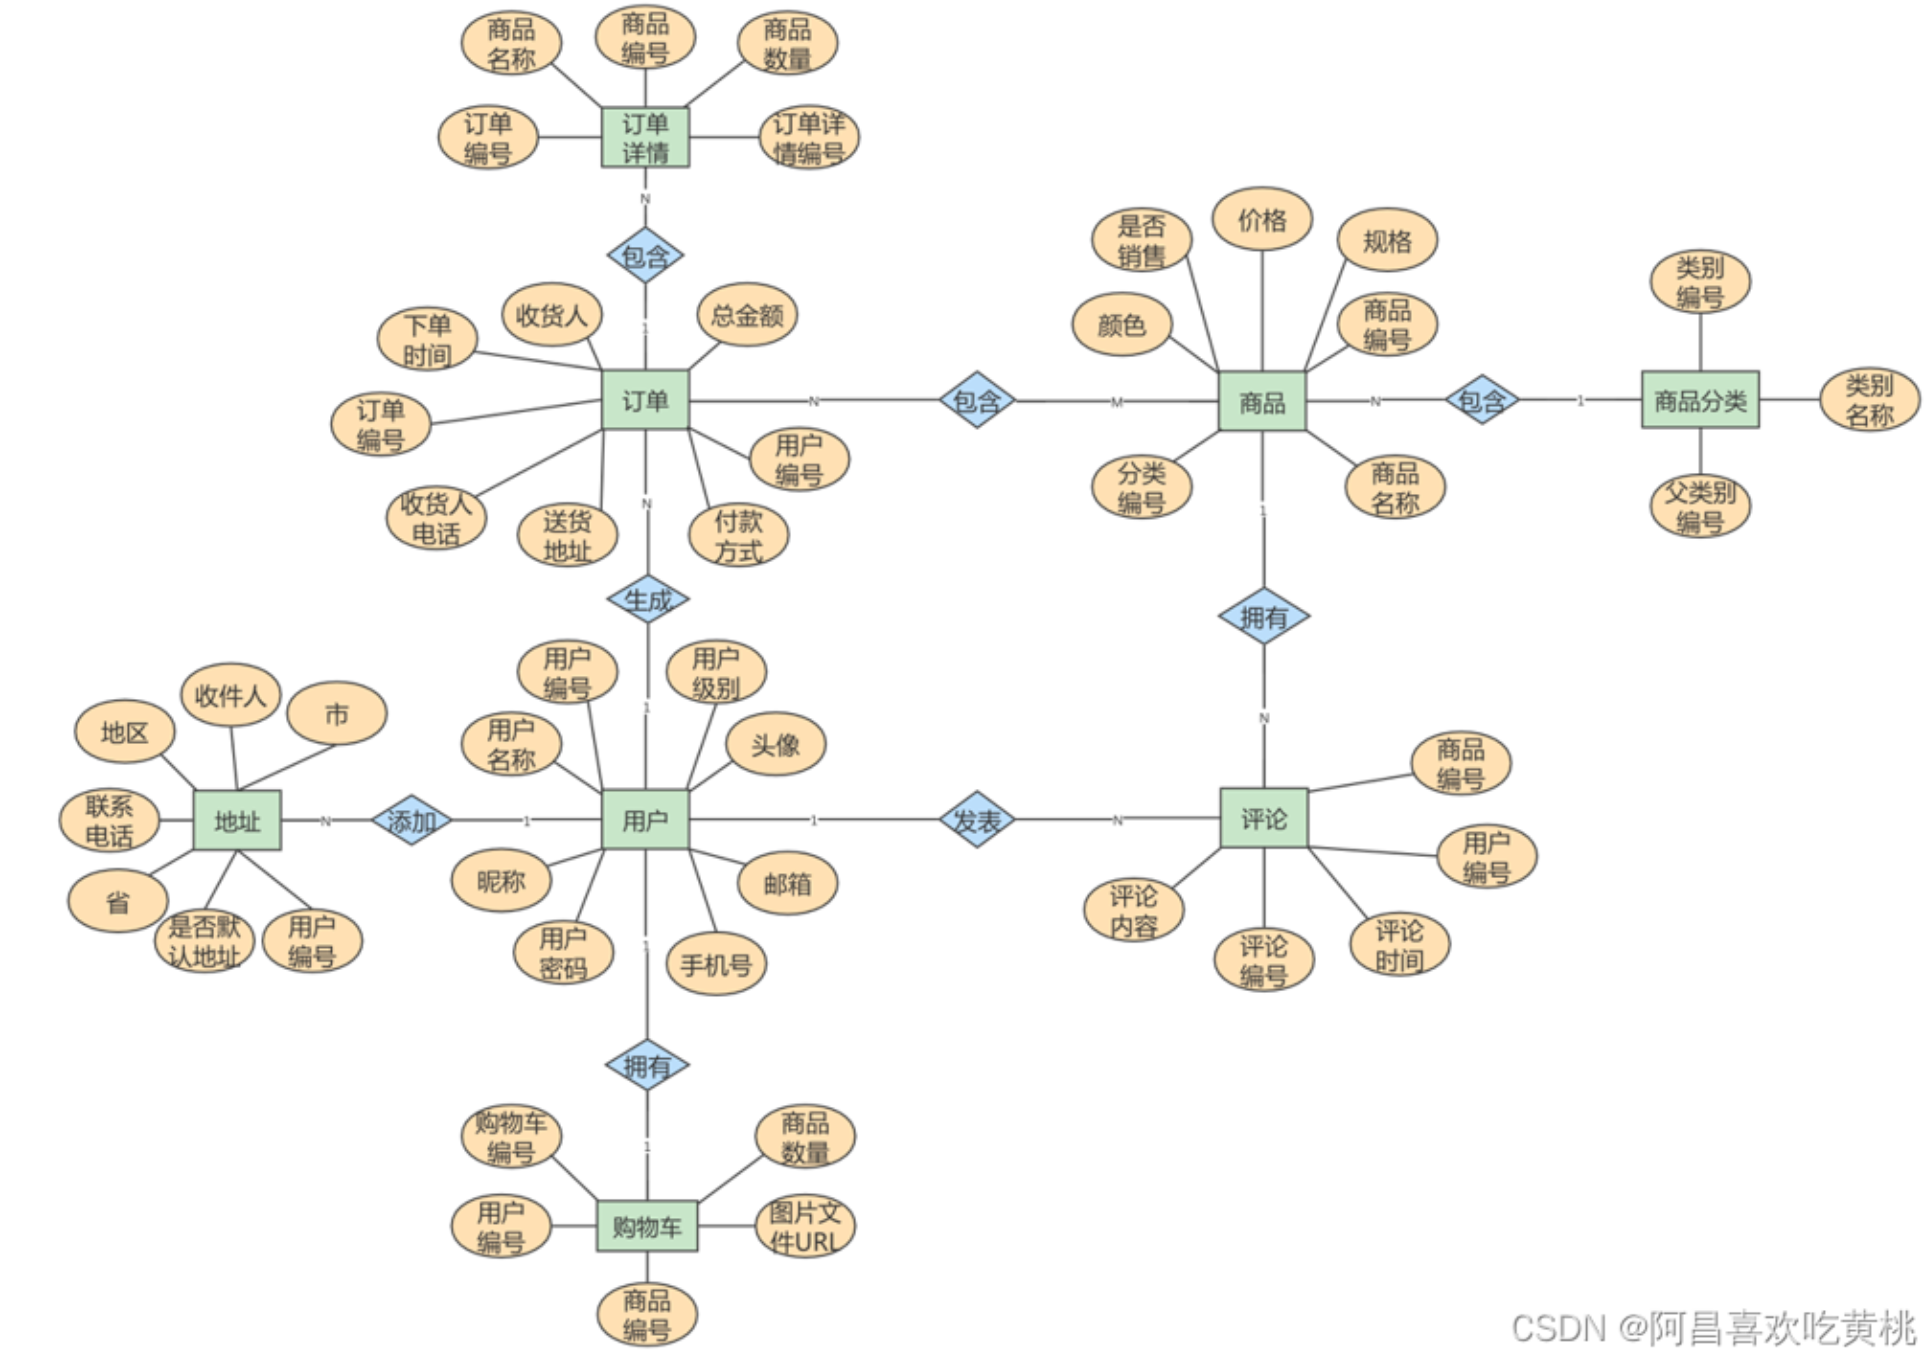 商品
名称
商品
编号
商品
数量
订单
编号
订单
详情
订单详
情编号
N
包含
1
下单
时间
收货人
总金额
订单
编号
订单
收货人
电话
送货
地址
付款
方式
用户
编号
N
包含
M
是否
销售
价格
规格
颜色
商品
编号
商品
分类
编号
商品
名称
N
包含
1
类别
编号
商品分类
类别
名称
父类别
编号
N
生成
1
1
拥有
N
用户
编号
用户
级别
用户
名称
头像
用户
昵称
邮箱
用户
密码
手机号
地区
收件人
市
联系
电话
地址
省
是否默
认地址
用户
编号
N
添加
1
1
发表
N
评论
商品
编号
用户
编号
评论
内容
评论
编号
评论
时间
1
拥有
1
购物车
编号
商品
数量
用户
编号
购物车
图片文
件URL
商品
编号
CSDN @阿昌喜欢吃黄桃